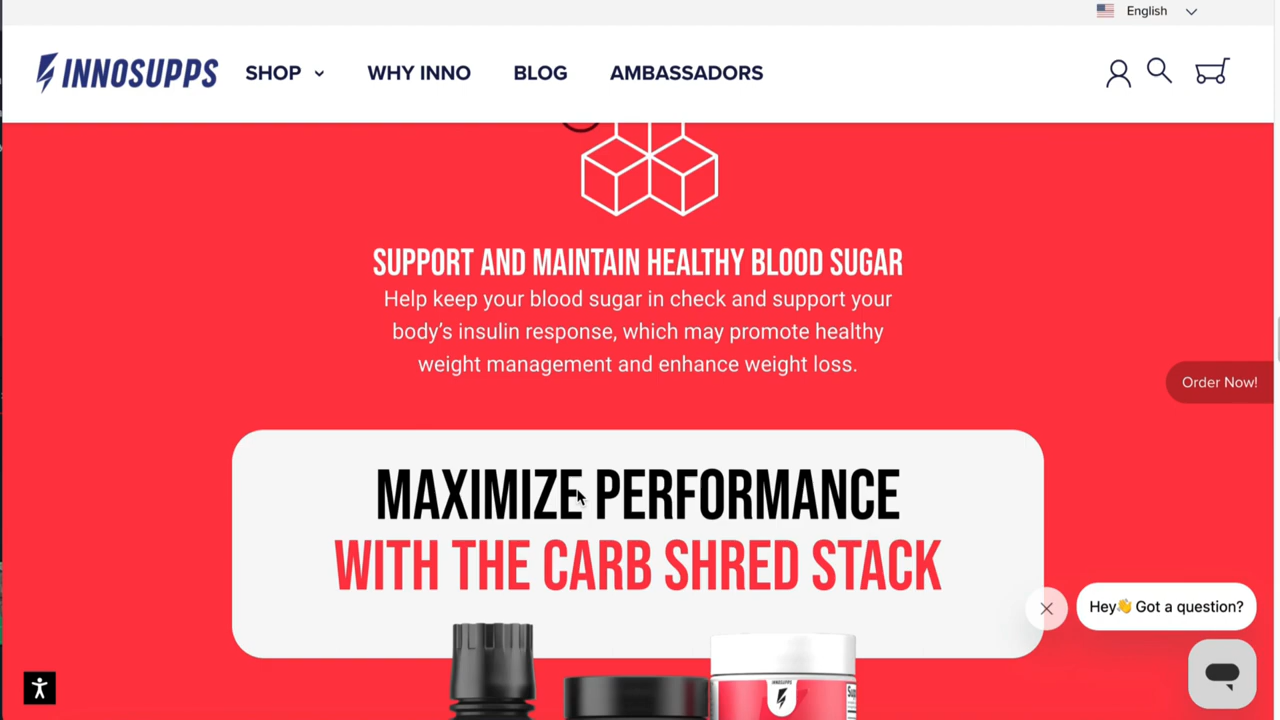 English
INNOSUPPS
SHOP
WHY INNO
BLOG
AMBASSADORS
SUPPORT AND MAINTAIN HEALTHY BLOOD SUGAR
Help keep your blood sugar in check and support your
body’s insulin response, which may promote healthy
weight management and enhance weight loss.
Order Now!
MAXIMIZE PERFORMANCE
WITH THE CARB SHRED STACK
Hey👋 Got a question?
INNOSUPPS